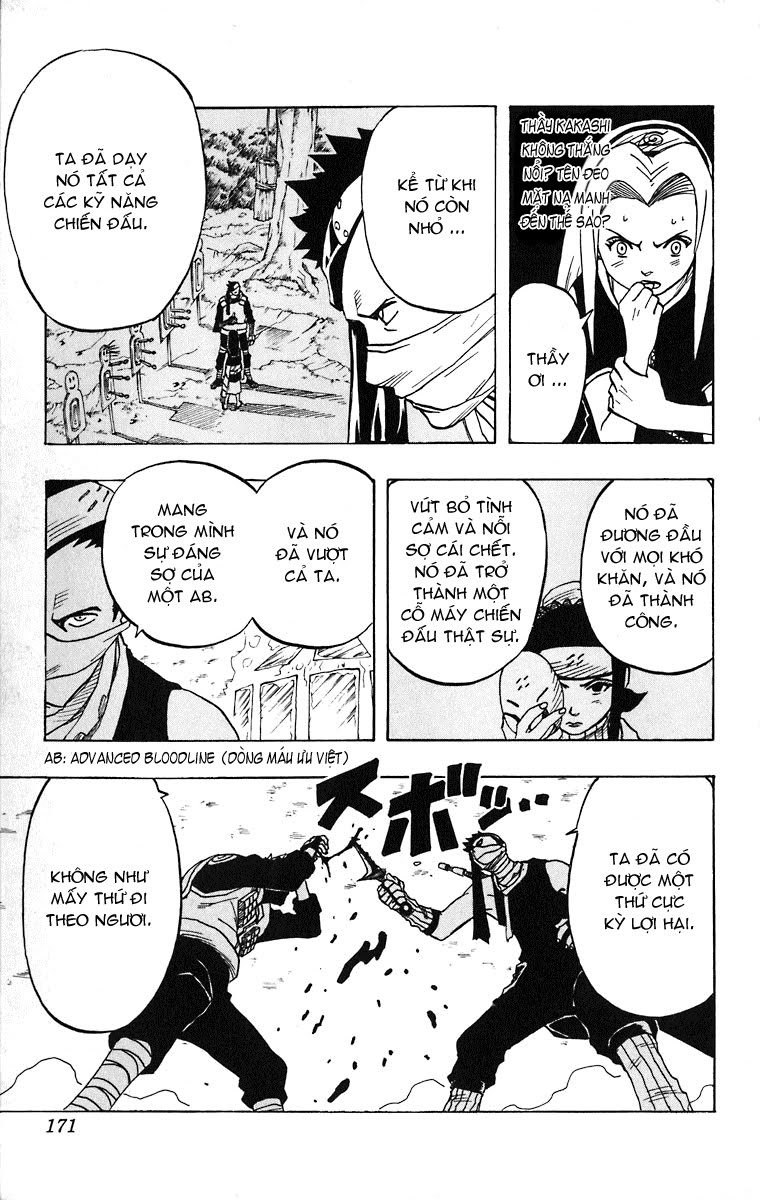 THẦY KAKASHI
KHÔNG THẮNG
NỔI? TÊN ĐEO
MẶT NẠ MẠNH
ĐẾN THẾ SAO?
THẦY
ƠI ...
KỂ TỪ KHI
NÓ CÒN
NHỎ ...
TA ĐÃ DẠY
NÓ TẤT CẢ
CÁC KỸ NĂNG
CHIẾN ĐẤU.
NÓ ĐÃ
ĐƯƠNG ĐẦU
VỚI MỌI KHÓ
KHĂN, VÀ NÓ
ĐÃ THÀNH
CÔNG.
VỨT BỎ TÌNH
CẢM VÀ NỖI
SỢ CÁI CHẾT.
NÓ ĐÃ TRỞ
THÀNH MỘT
CỖ MÁY CHIẾN
ĐẤU THẬT SỰ.
VÀ NÓ
ĐÃ VƯỢT
CẢ TA.
MANG
TRONG MÌNH
SỰ ĐÁNG
SỢ CỦA
MỘT AB.
AB: ADVANCED BLOODLINE (DÒNG MÁU ƯU VIỆT)
ズボッ...
TA ĐÃ CÓ
ĐƯỢC MỘT
THỨ CỰC
KỲ LỢI HẠI.
KHÔNG NHƯ
MẤY THỨ ĐI
THEO NGƯƠI.
171